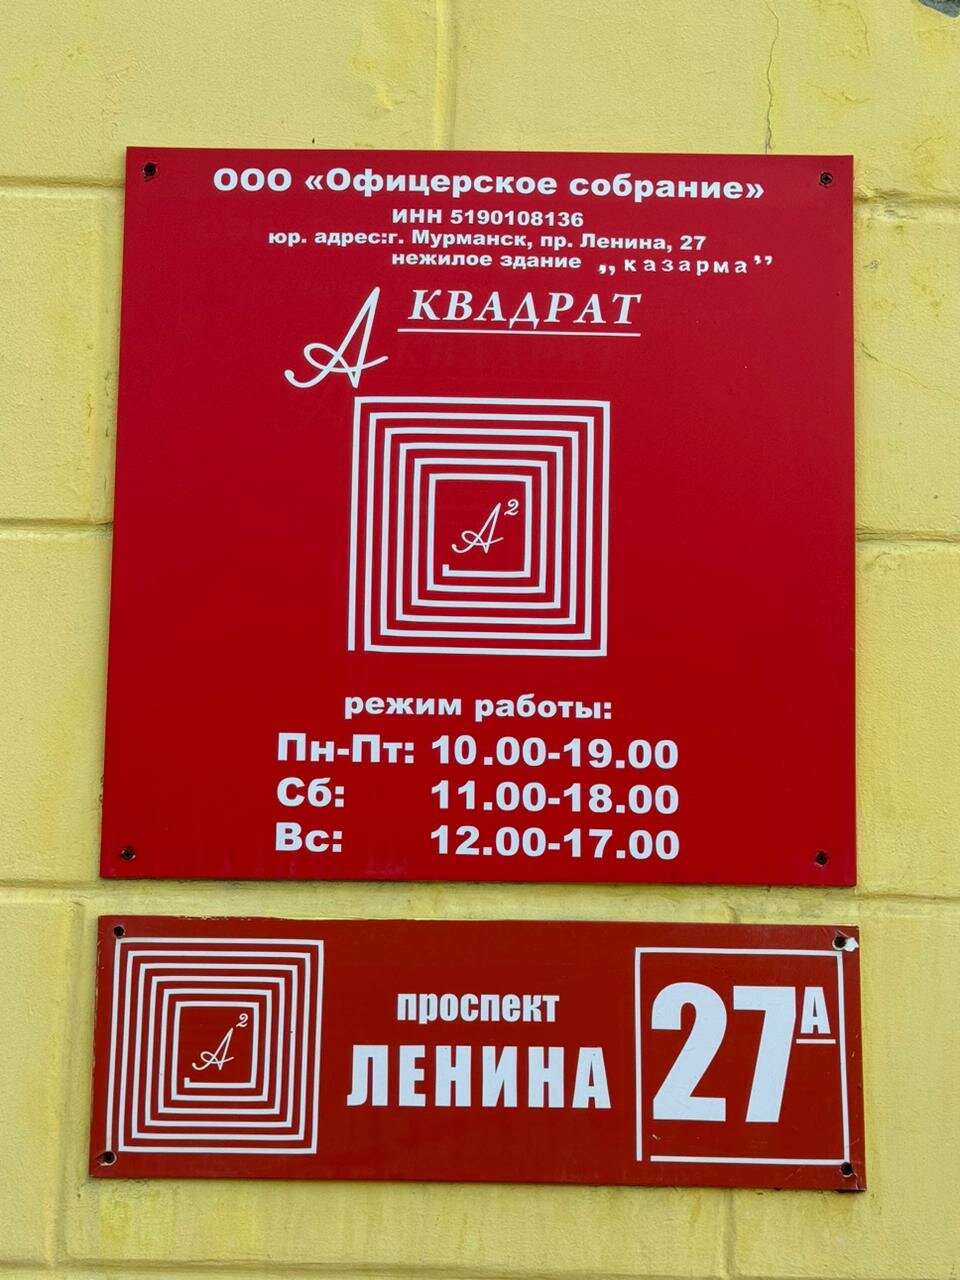 ООО «Офицерское собрание»
ИНН 5190108136
юр. адрес:г. Мурманск, пр. Ленина, 27
нежилое здание „казарма”
А КВАДРАТ
А²
режим работы:
Пн-Пт: 10.00-19.00
Сб: 11.00-18.00
Вс: 12.00-17.00
А²
проспект
ЛЕНИНА
27А